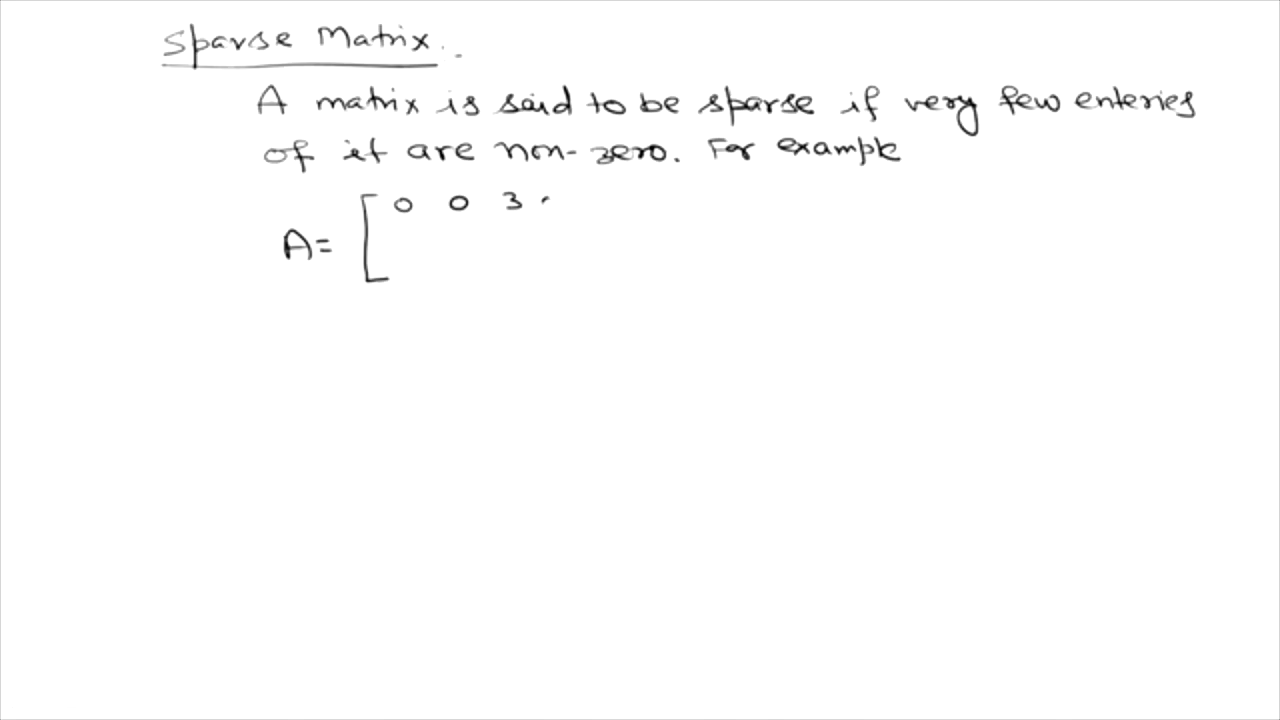 Sparse Matrix.
A matrix is said to be sparse if very few enteries
of it are non-zero. For example
A = [ 0 0 3